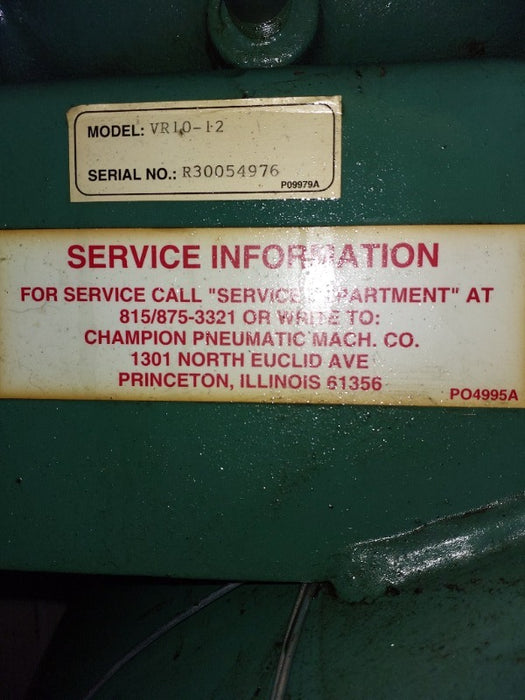 MODEL: VR10-12
SERIAL NO.: R30054976
P09979A
SERVICE INFORMATION
FOR SERVICE CALL "SERVICE DEPARTMENT" AT
815/875-3321 OR WRITE TO:
CHAMPION PNEUMATIC MACH. CO.
1301 NORTH EUCLID AVE
PRINCETON, ILLINOIS 61356
PO4995A